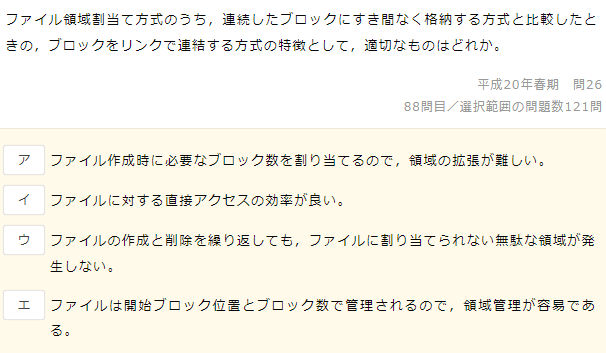 ファイル領域割当て方式のうち，連続したブロックにすき間なく格納する方式と比較したと
きの，ブロックをリンクで連結する方式の特徴として，適切なものはどれか。
平成20年春期　問26
88問目／選択範囲の問題数121問
ア ファイル作成時に必要なブロック数を割り当てるので，領域の拡張が難しい。
イ ファイルに対する直接アクセスの効率が良い。
ウ ファイルの作成と削除を繰り返しても，ファイルに割り当てられない無駄な領域が発
生しない。
エ ファイルは開始ブロック位置とブロック数で管理されるので，領域管理が容易であ
る。